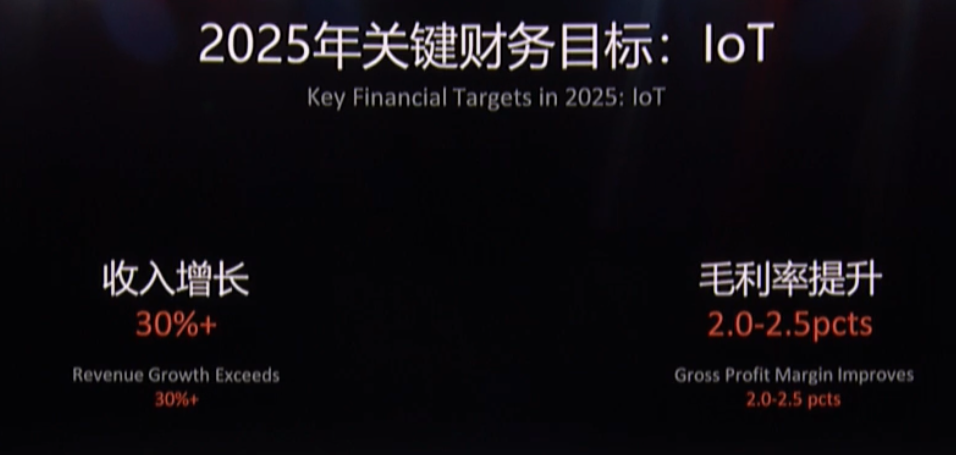 2025年关键财务目标：IoT
Key Financial Targets in 2025: IoT
收入增长
30%+
Revenue Growth Exceeds
30%+
毛利率提升
2.0-2.5pcts
Gross Profit Margin Improves
2.0-2.5 pcts